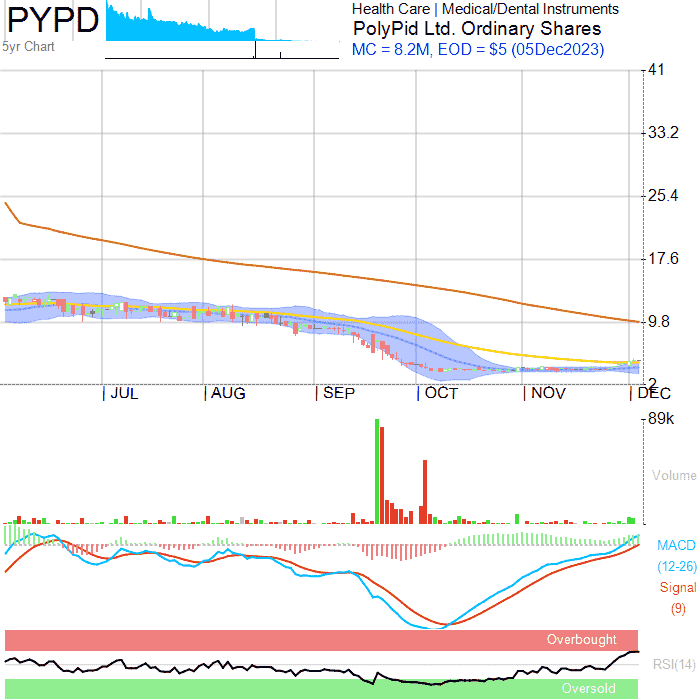 PYPD
5yr Chart
Health Care | Medical/Dental Instruments
PolyPid Ltd. Ordinary Shares
MC = 8.2M, EOD = $5 (05Dec2023)
41
33.2
25.4
17.6
9.8
2
JUL
AUG
SEP
OCT
NOV
DEC
89k
Volume
MACD
(12-26)
Signal
(9)
Overbought
RSI(14)
Oversold